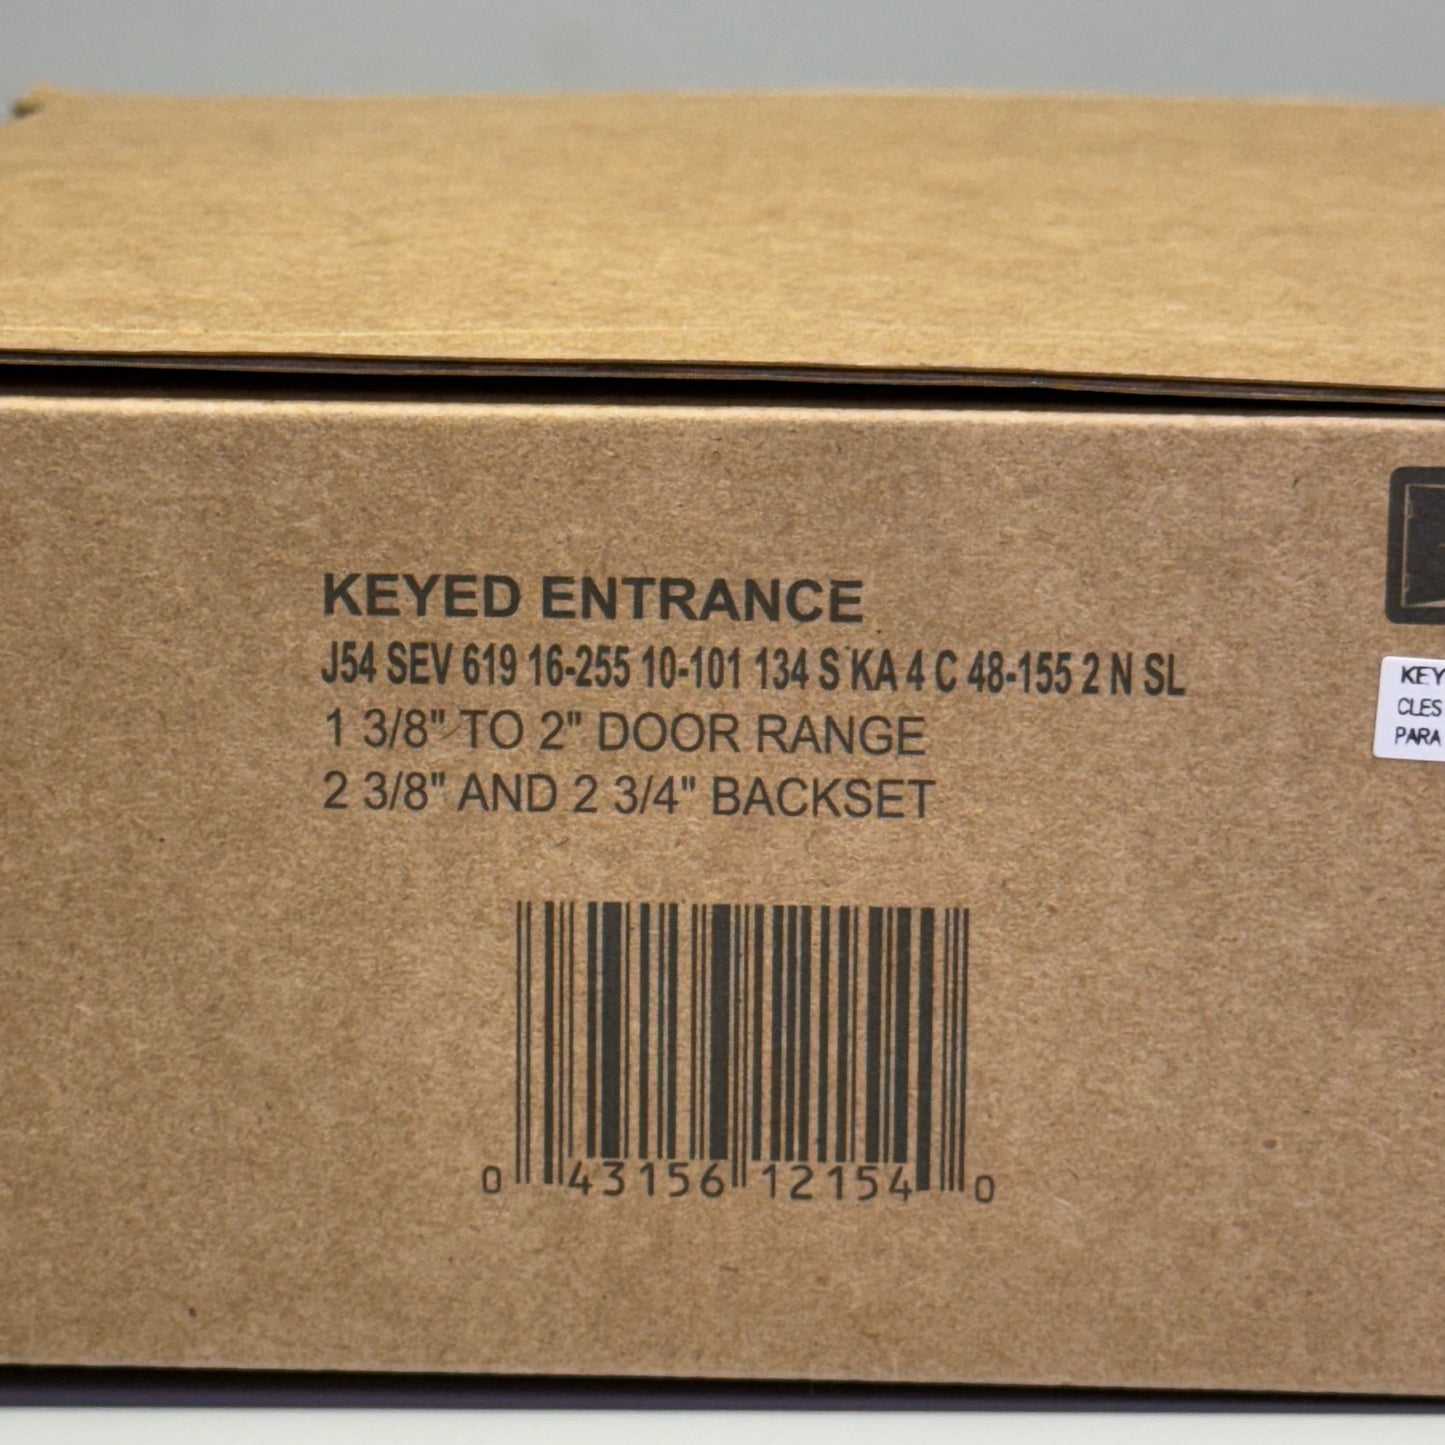 KEYED ENTRANCE
J54 SEV 619 16-255 10-101 134 S KA 4 C 48-155 2 N SL
1 3/8" TO 2" DOOR RANGE
2 3/8" AND 2 3/4" BACKSET
KEY
CLES
PARA
0 43156 12154 0